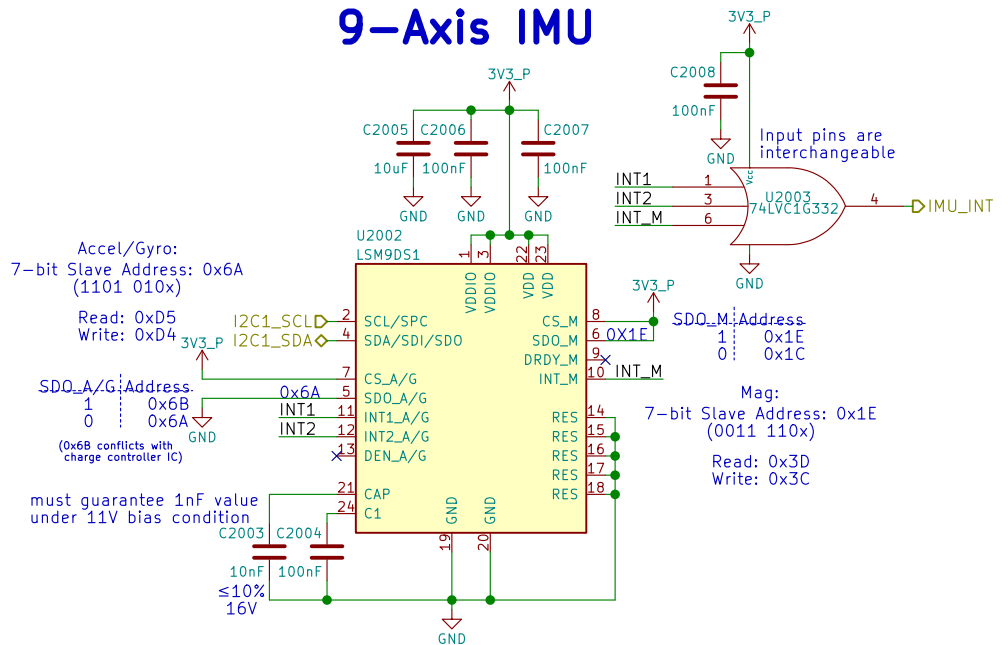 9-Axis IMU
3V3_P
C2008
100nF
GND
Input pins are
interchangeable
Vcc
INT1
1
INT2
3
INT_M
6
U2003
74LVC1G332
4
IMU_INT
GND
3V3_P
C2005
10uF
GND
C2006
100nF
GND
C2007
100nF
GND
U2002
LSM9DS1
1
3
22
23
VDDIO
VDDIO
VDD
VDD
Accel/Gyro:
7-bit Slave Address: 0x6A
(1101 010x)
Read: 0xD5
Write: 0xD4
I2C1_SCL
2
SCL/SPC
I2C1_SDA
4
SDA/SDI/SDO
3V3_P
7
CS_A/G
0x6A
5
SDO_A/G
GND
INT1
11
INT1_A/G
INT2
12
INT2_A/G
13
DEN_A/G
21
CAP
24
C1
SDO_A/G Address
1 0x6B
0 0x6A
(0x6B conflicts with
charge controller IC)
must guarantee 1nF value
under 11V bias condition
C2003
10nF
≤10%
16V
C2004
100nF
3V3_P
CS_M
8
SDO_M
6
0X1E
DRDY_M
9
INT_M
10
INT_M
RES
14
RES
15
RES
16
RES
17
RES
18
GND
GND
19
20
GND
SDO_M Address
1 0x1E
0 0x1C
Mag:
7-bit Slave Address: 0x1E
(0011 110x)
Read: 0x3D
Write: 0x3C